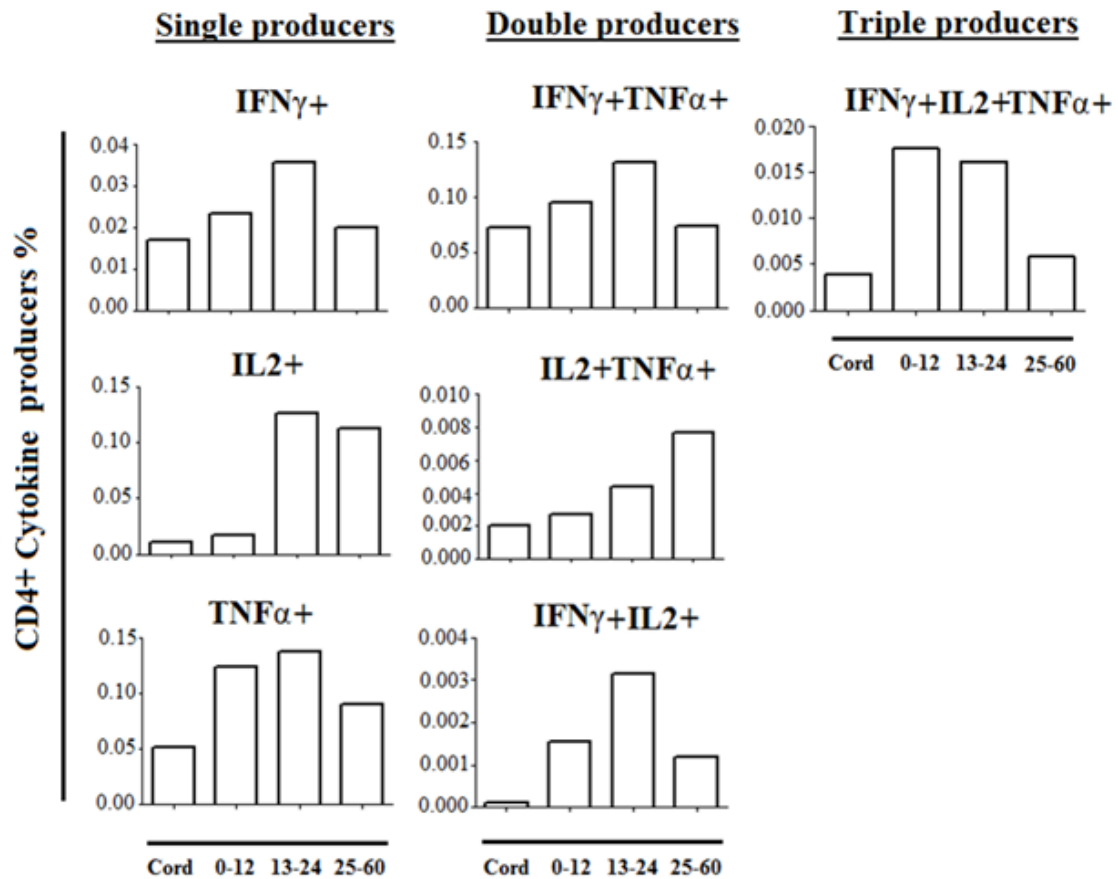 Single producers
Double producers
Triple producers
CD4+ Cytokine producers %
IFNγ+
0.04
0.03
0.02
0.01
0.00
IFNγ+TNFα+
0.15
0.10
0.05
0.00
IFNγ+IL2+TNFα+
0.020
0.015
0.010
0.005
0.000
Cord 0-12 13-24 25-60
IL2+
0.15
0.10
0.05
0.00
IL2+TNFα+
0.010
0.008
0.006
0.004
0.002
0.000
TNFα+
0.15
0.10
0.05
0.00
Cord 0-12 13-24 25-60
IFNγ+IL2+
0.004
0.003
0.002
0.001
0.000
Cord 0-12 13-24 25-60